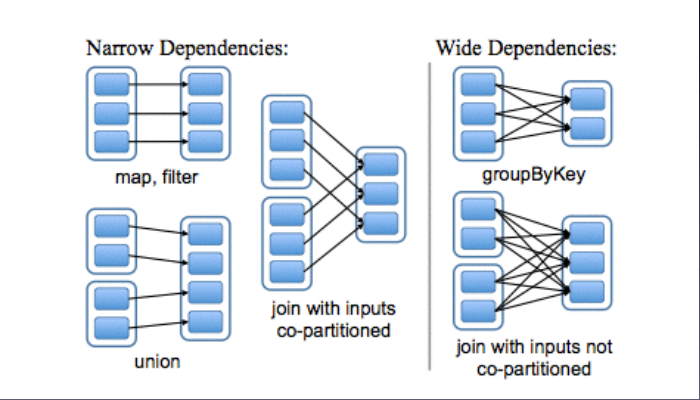 Narrow Dependencies:
Wide Dependencies:
map, filter
union
join with inputs
co-partitioned
groupByKey
join with inputs not
co-partitioned